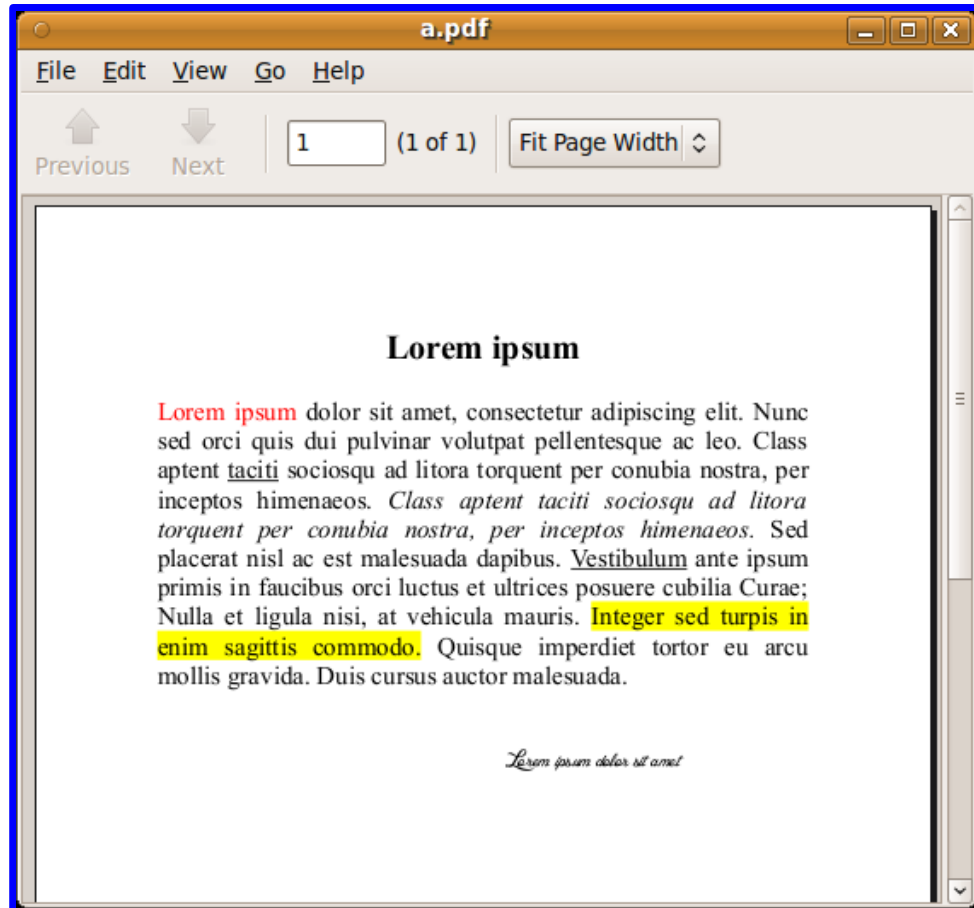 a.pdf
File Edit View Go Help
Previous Next 1 (1 of 1) Fit Page Width
Lorem ipsum
Lorem ipsum dolor sit amet, consectetur adipiscing elit. Nunc
sed orci quis dui pulvinar volutpat pellentesque ac leo. Class
aptent taciti sociosqu ad litora torquent per conubia nostra, per
inceptos himenaeos. Class aptent taciti sociosqu ad litora
torquent per conubia nostra, per inceptos himenaeos. Sed
placerat nisl ac est malesuada dapibus. Vestibulum ante ipsum
primis in faucibus orci luctus et ultrices posuere cubilia Curae;
Nulla et ligula nisi, at vehicula mauris. Integer sed turpis in
enim sagittis commodo. Quisque imperdiet tortor eu arcu
mollis gravida. Duis cursus auctor malesuada.
Lorem ipsum dolor sit amet